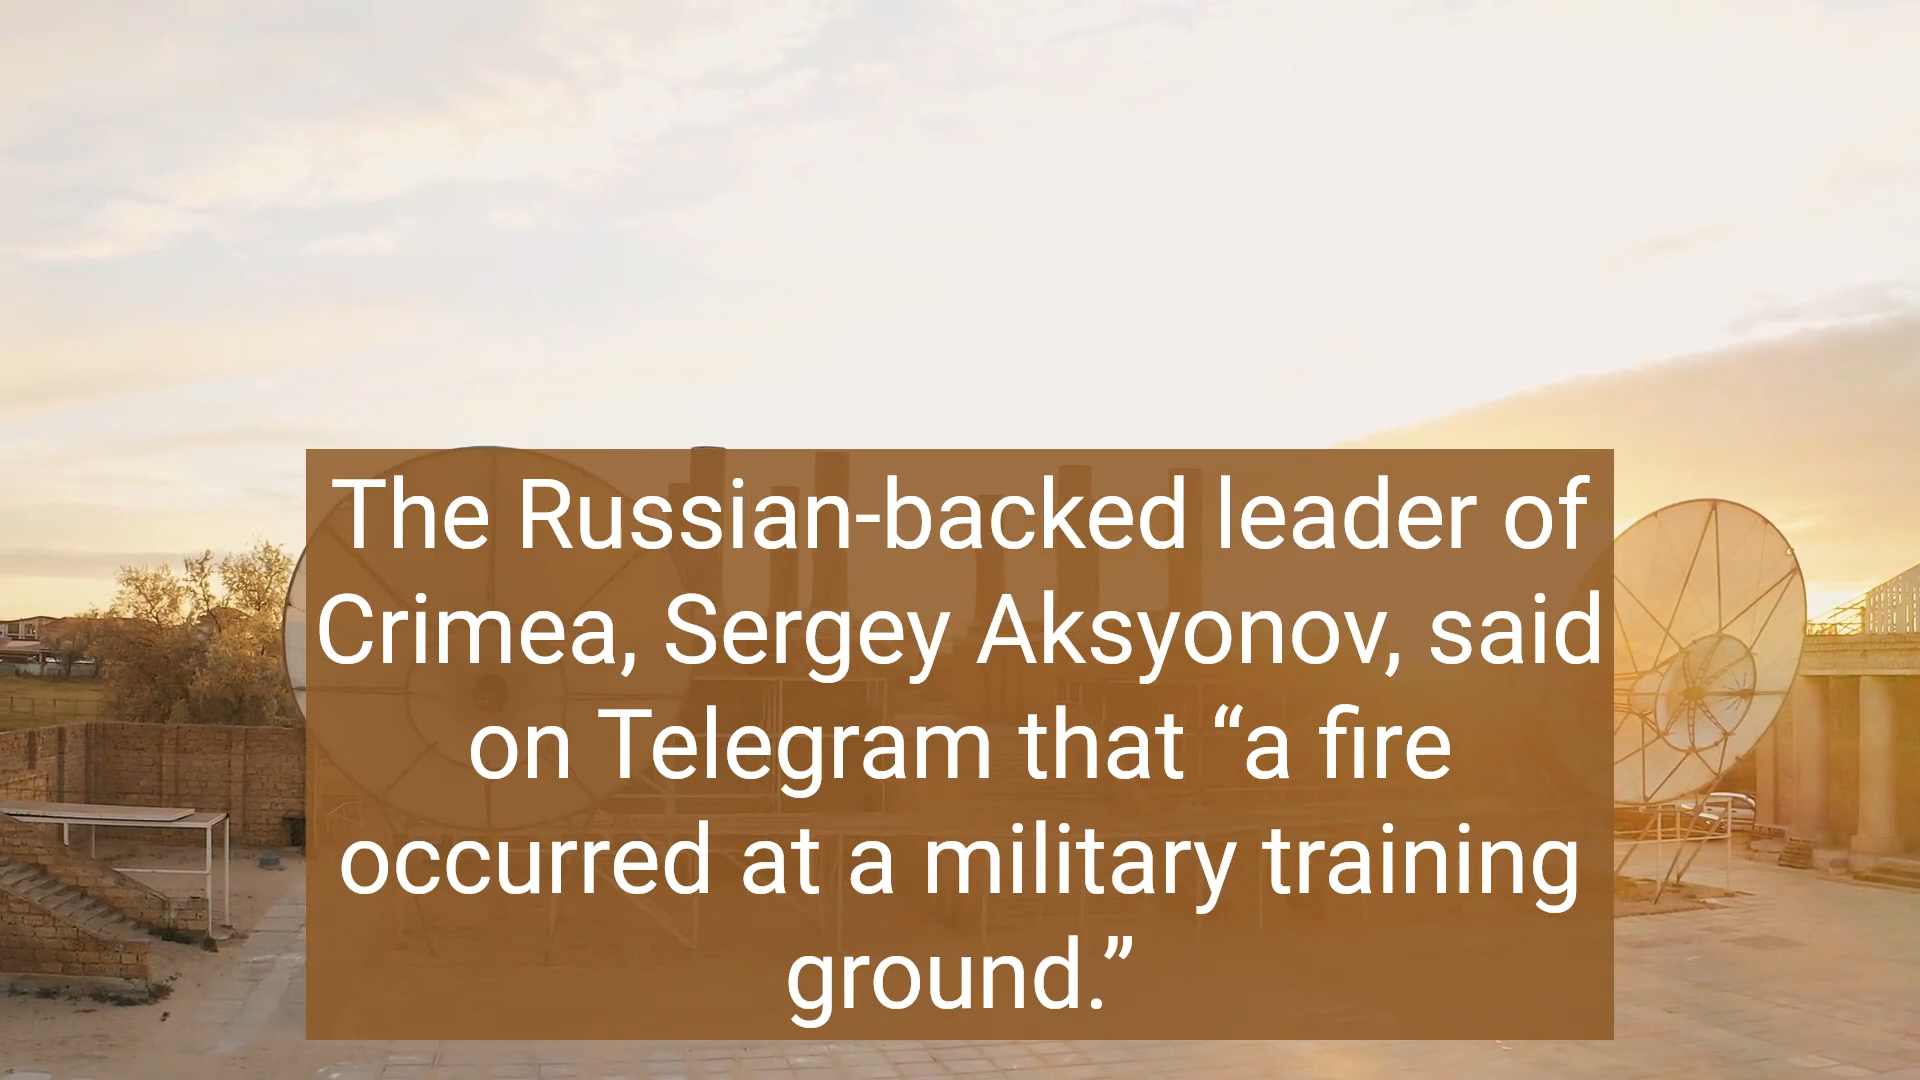 The Russian-backed leader of
Crimea, Sergey Aksyonov, said
on Telegram that “a fire
occurred at a military training
ground.”